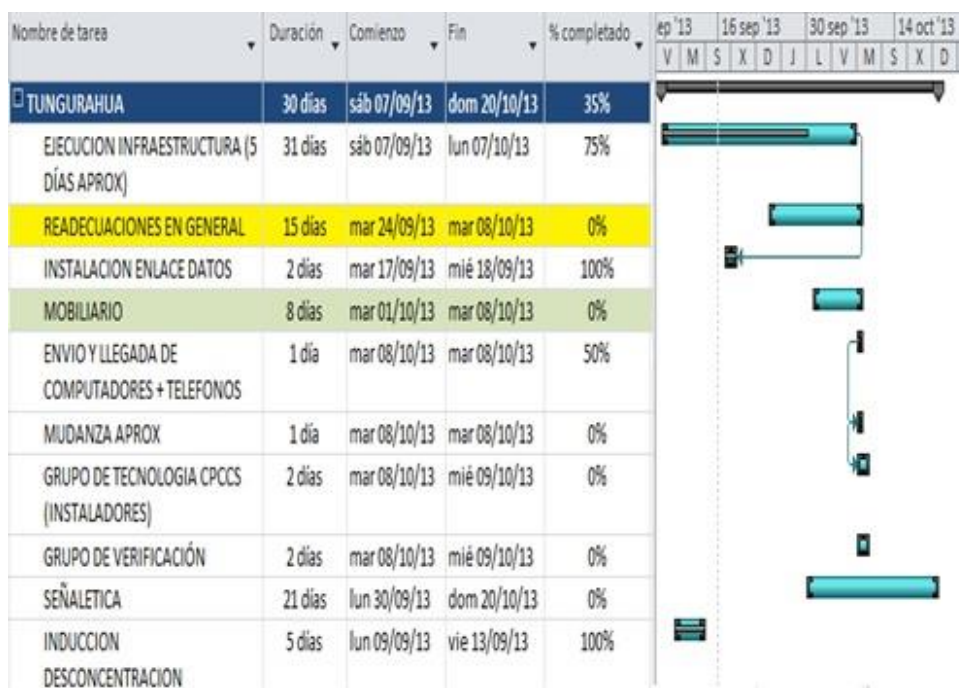 Nombre de tarea Duración Comienzo Fin % completado ep '13 16 sep '13 30 sep '13 14 oct '13
V M S X D J L V M S X D
TUNGURAHUA 30 días sáb 07/09/13 dom 20/10/13 35%
EJECUCION INFRAESTRUCTURA (5 31 días sáb 07/09/13 lun 07/10/13 75%
DÍAS APROX)
READECUACIONES EN GENERAL 15 días mar 24/09/13 mar 08/10/13 0%
INSTALACION ENLACE DATOS 2 días mar 17/09/13 mié 18/09/13 100%
MOBILIARIO 8 días mar 01/10/13 mar 08/10/13 0%
ENVIO Y LLEGADA DE 1 día mar 08/10/13 mar 08/10/13 50%
COMPUTADORES + TELEFONOS
MUDANZA APROX 1 día mar 08/10/13 mar 08/10/13 0%
GRUPO DE TECNOLOGIA CPCCS 2 días mar 08/10/13 mié 09/10/13 0%
(INSTALADORES)
GRUPO DE VERIFICACIÓN 2 días mar 08/10/13 mié 09/10/13 0%
SEÑALETICA 21 días lun 30/09/13 dom 20/10/13 0%
INDUCCION 5 días lun 09/09/13 vie 13/09/13 100%
DESCONCENTRACION